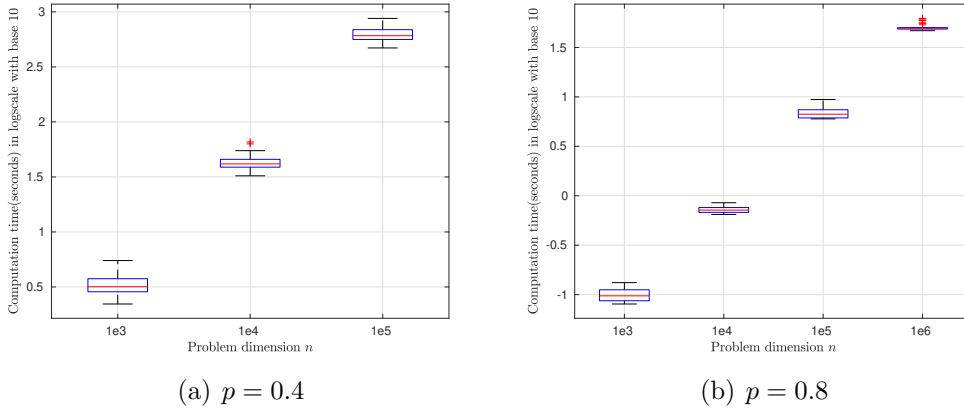 Computation time(seconds) in logscale with base 10
3
2.5
2
1.5
1
0.5
1e3 1e4 1e5
Problem dimension n
(a) p = 0.4
Computation time(seconds) in logscale with base 10
1.5
1
0.5
0
-0.5
-1
1e3 1e4 1e5 1e6
Problem dimension n
(b) p = 0.8